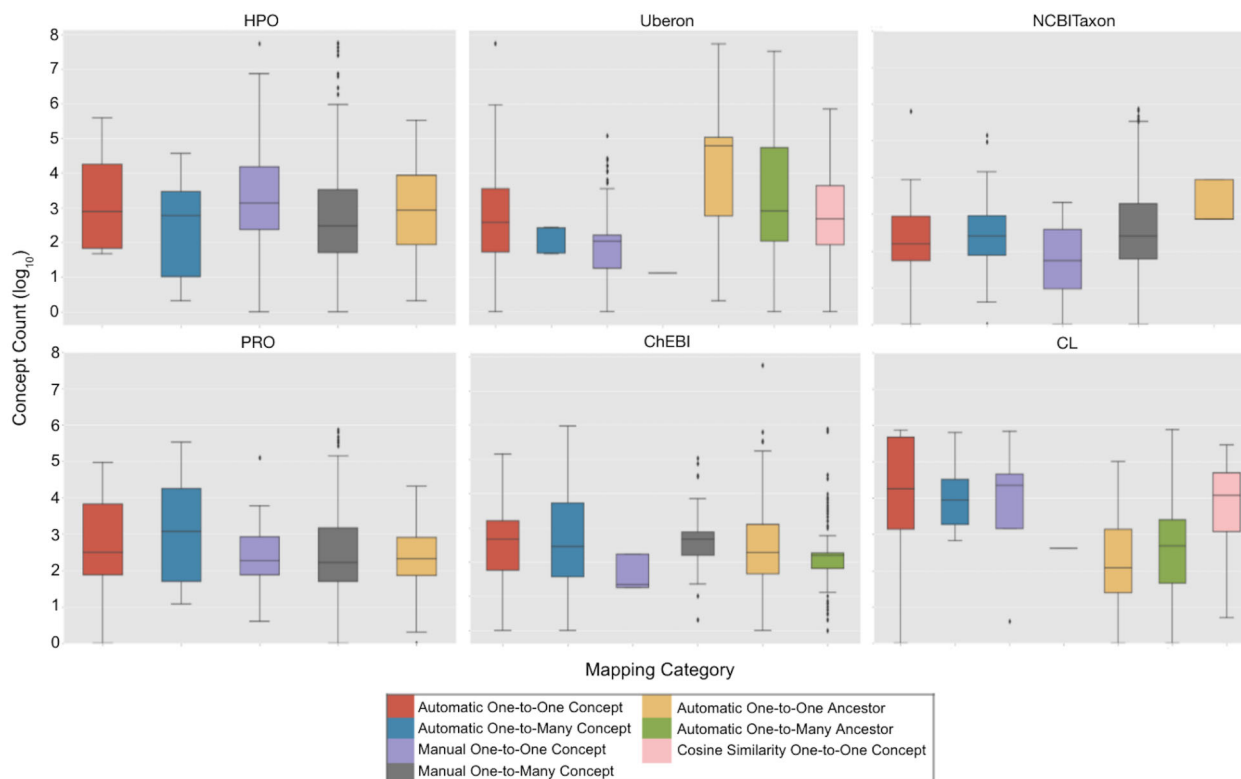 HPO
Uberon
NCBITaxon
8
7
6
5
4
3
2
1
0
PRO
ChEBI
CL
8
7
6
5
4
3
2
1
0
Concept Count (log10)
Mapping Category
Automatic One-to-One Concept
Automatic One-to-Many Concept
Manual One-to-One Concept
Manual One-to-Many Concept
Automatic One-to-One Ancestor
Automatic One-to-Many Ancestor
Cosine Similarity One-to-One Concept